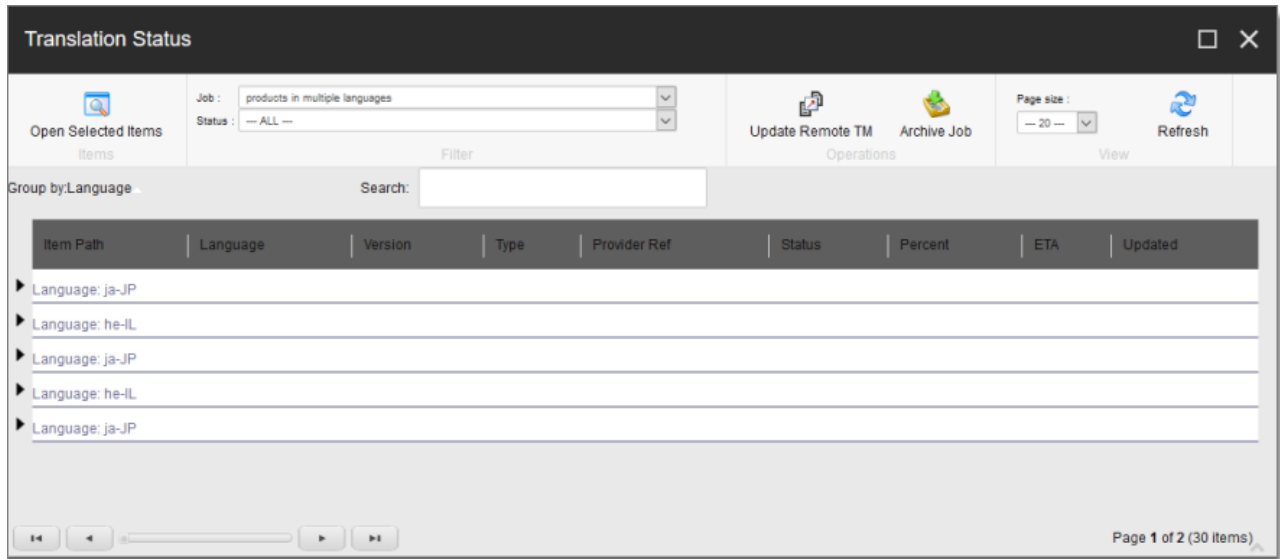 Translation Status
Job : products in multiple languages
Status : --- ALL ---
Open Selected Items
Items
Filter
Update Remote TM
Archive Job
Operations
Page size :
--- 20 ---
Refresh
View
Group by:Language
Search:
Item Path Language Version Type Provider Ref Status Percent ETA Updated
Language: ja-JP
Language: he-IL
Language: ja-JP
Language: he-IL
Language: ja-JP
Page 1 of 2 (30 items)